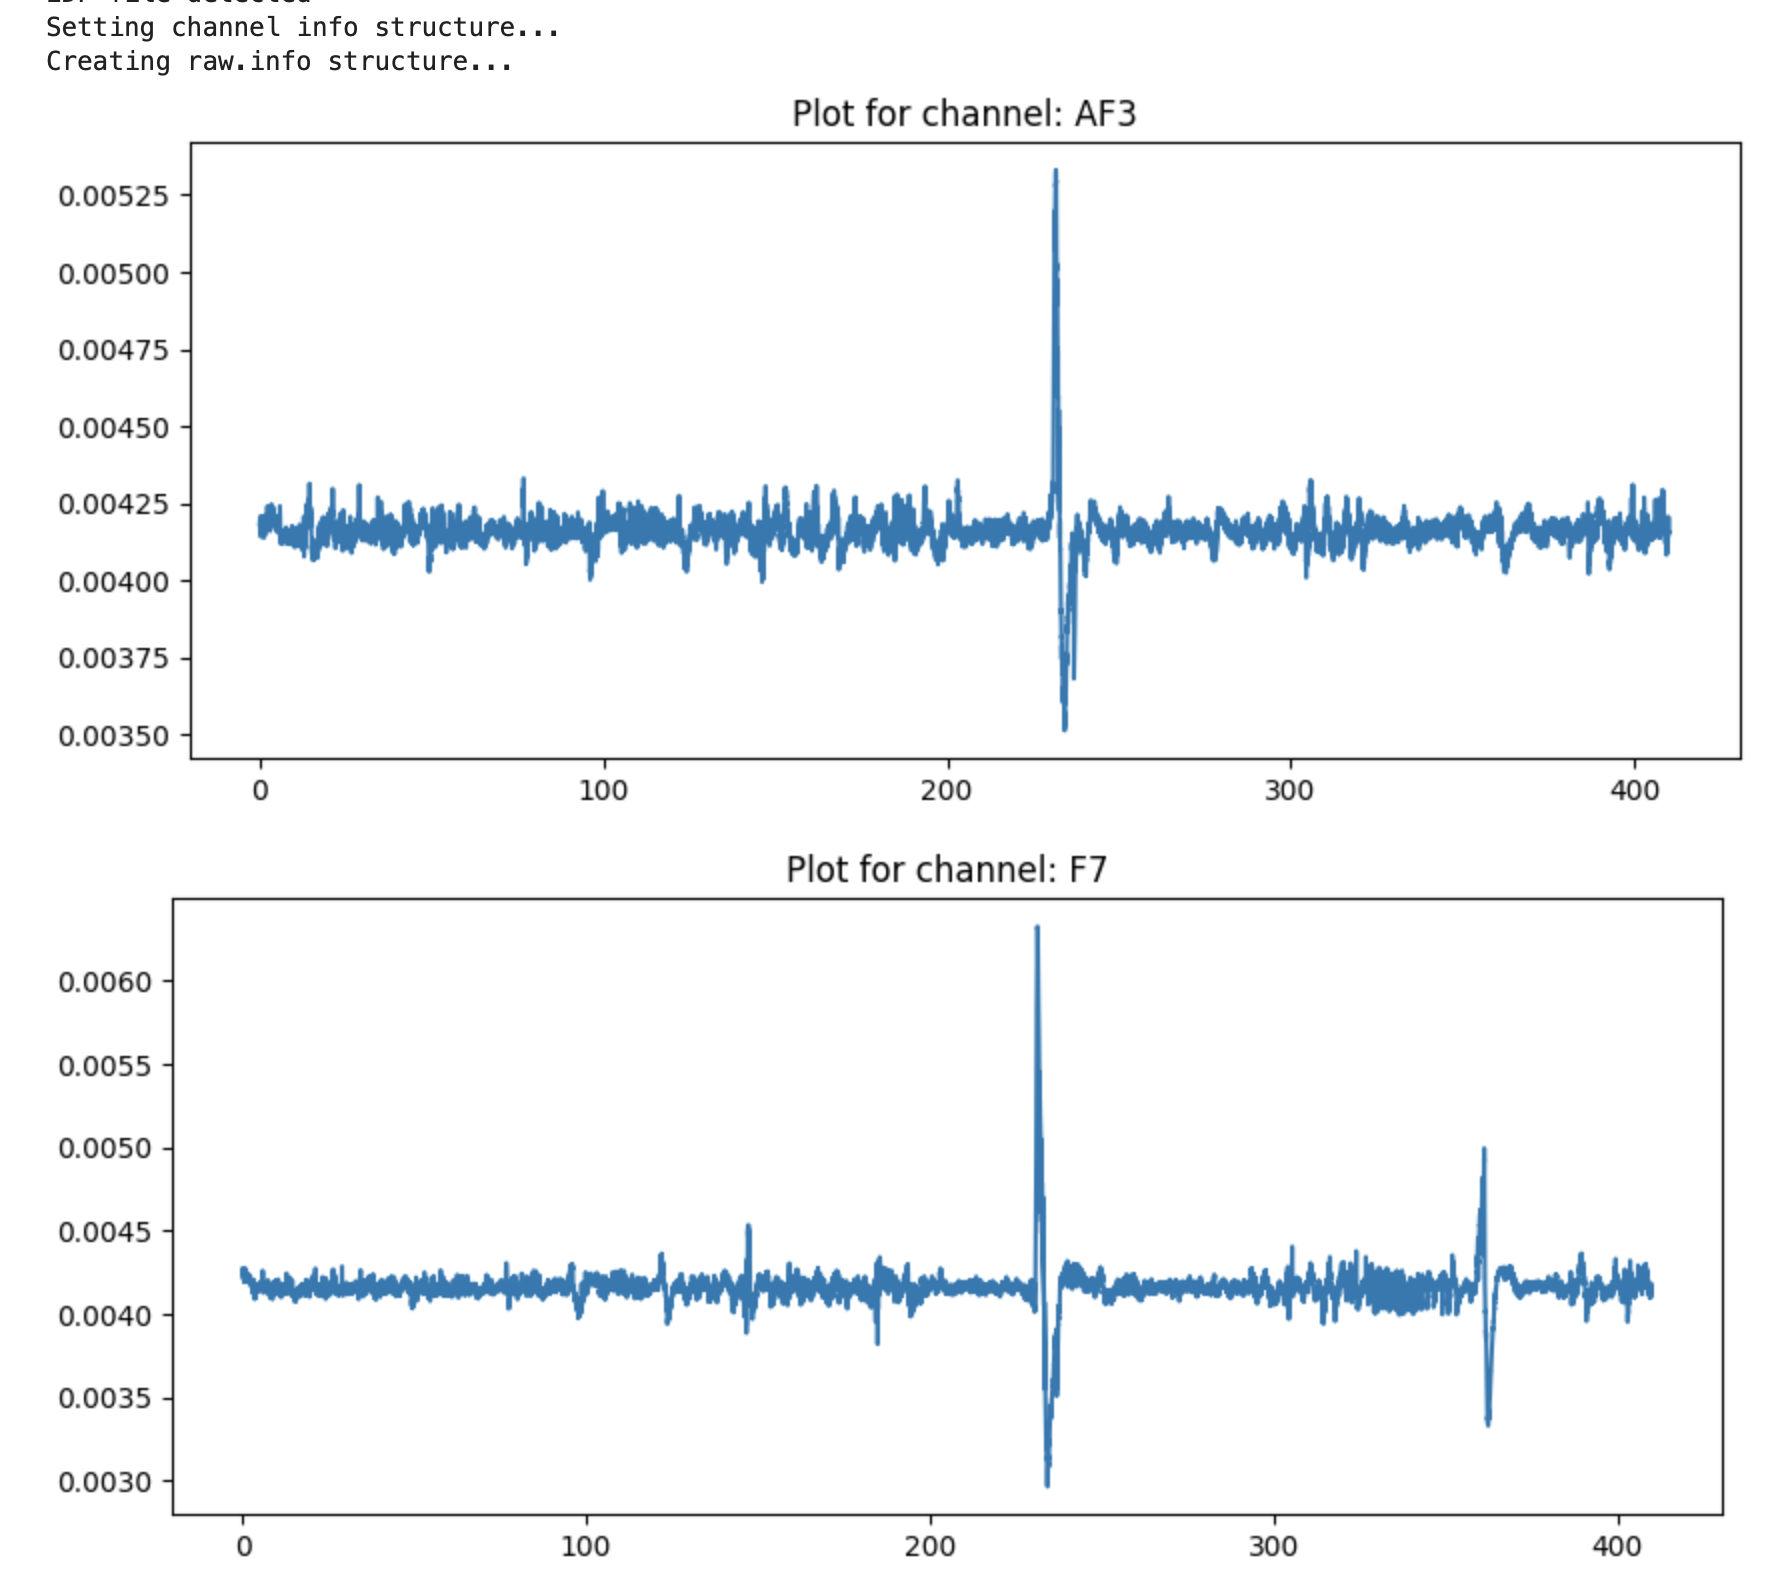 Setting channel info structure...
Creating raw.info structure...
Plot for channel: AF3
0.00525
0.00500
0.00475
0.00450
0.00425
0.00400
0.00375
0.00350
0 100 200 300 400
Plot for channel: F7
0.0060
0.0055
0.0050
0.0045
0.0040
0.0035
0.0030
0 100 200 300 400